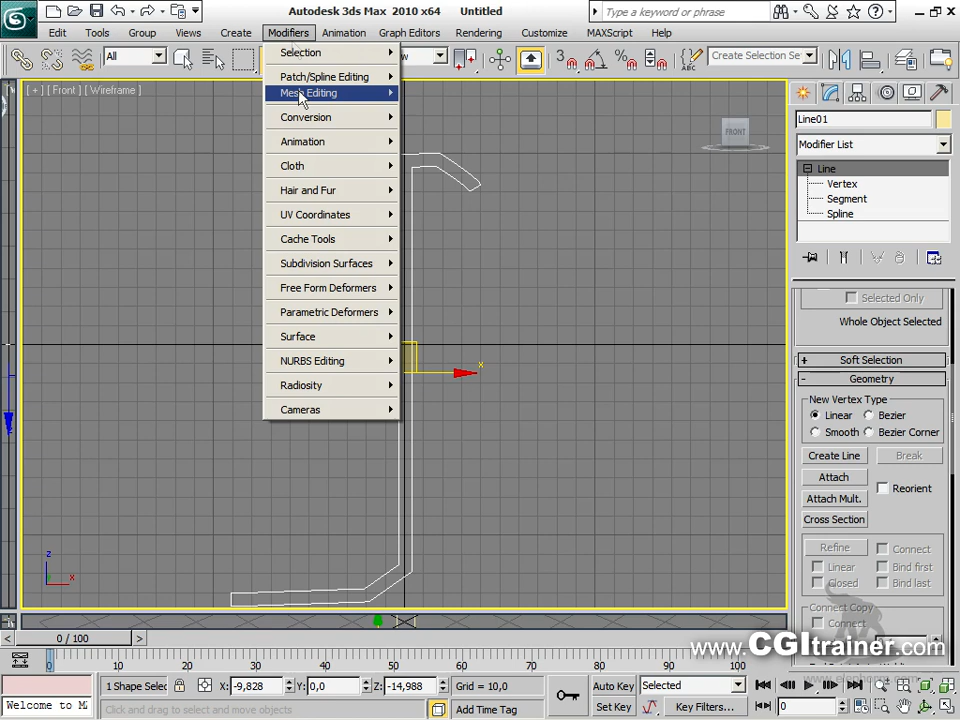 Autodesk 3ds Max 2010 x64 Untitled
Type a keyword or phrase
Edit Tools Group Views Create Modifiers Animation Graph Editors Rendering Customize MAXScript Help
All
Create Selection Se
[ + ] [ Front ] [ Wireframe ]
Selection
Patch/Spline Editing
Mesh Editing
Conversion
Animation
Cloth
Hair and Fur
UV Coordinates
Cache Tools
Subdivision Surfaces
Free Form Deformers
Parametric Deformers
Surface
NURBS Editing
Radiosity
Cameras
FRONT
x
z
x
Line01
Modifier List
Line
Vertex
Segment
Spline
Selected Only
Whole Object Selected
+ Soft Selection
- Geometry
New Vertex Type
Linear Bezier
Smooth Bezier Corner
Create Line Break
Attach
Attach Mult. Reorient
Cross Section
Refine Connect
Linear Bind first
Closed Bind last
Connect Copy
Connect
www.CGItrainer.com
< 0 / 100 >
0 10 20 30 40 50 60 70 80 90 100
1 Shape Selec X: -9,828 Y: 0,0 Z: -14,988 Grid = 10,0 Auto Key Selected
Welcome to M Click and drag to select and move objects Add Time Tag Set Key Key Filters... 0